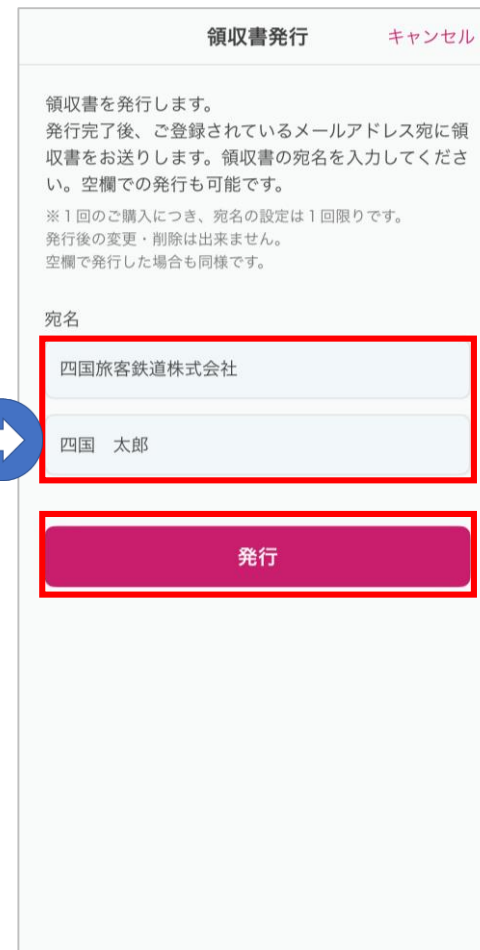 領収書発行
キャンセル
領収書を発行します。
発行完了後、ご登録されているメールアドレス宛に領
収書をお送りします。領収書の宛名を入力してくださ
い。空欄での発行も可能です。
※1回のご購入につき、宛名の設定は1回限りです。
発行後の変更・削除は出来ません。
空欄で発行した場合も同様です。
宛名
四国旅客鉄道株式会社
四国　太郎
発行